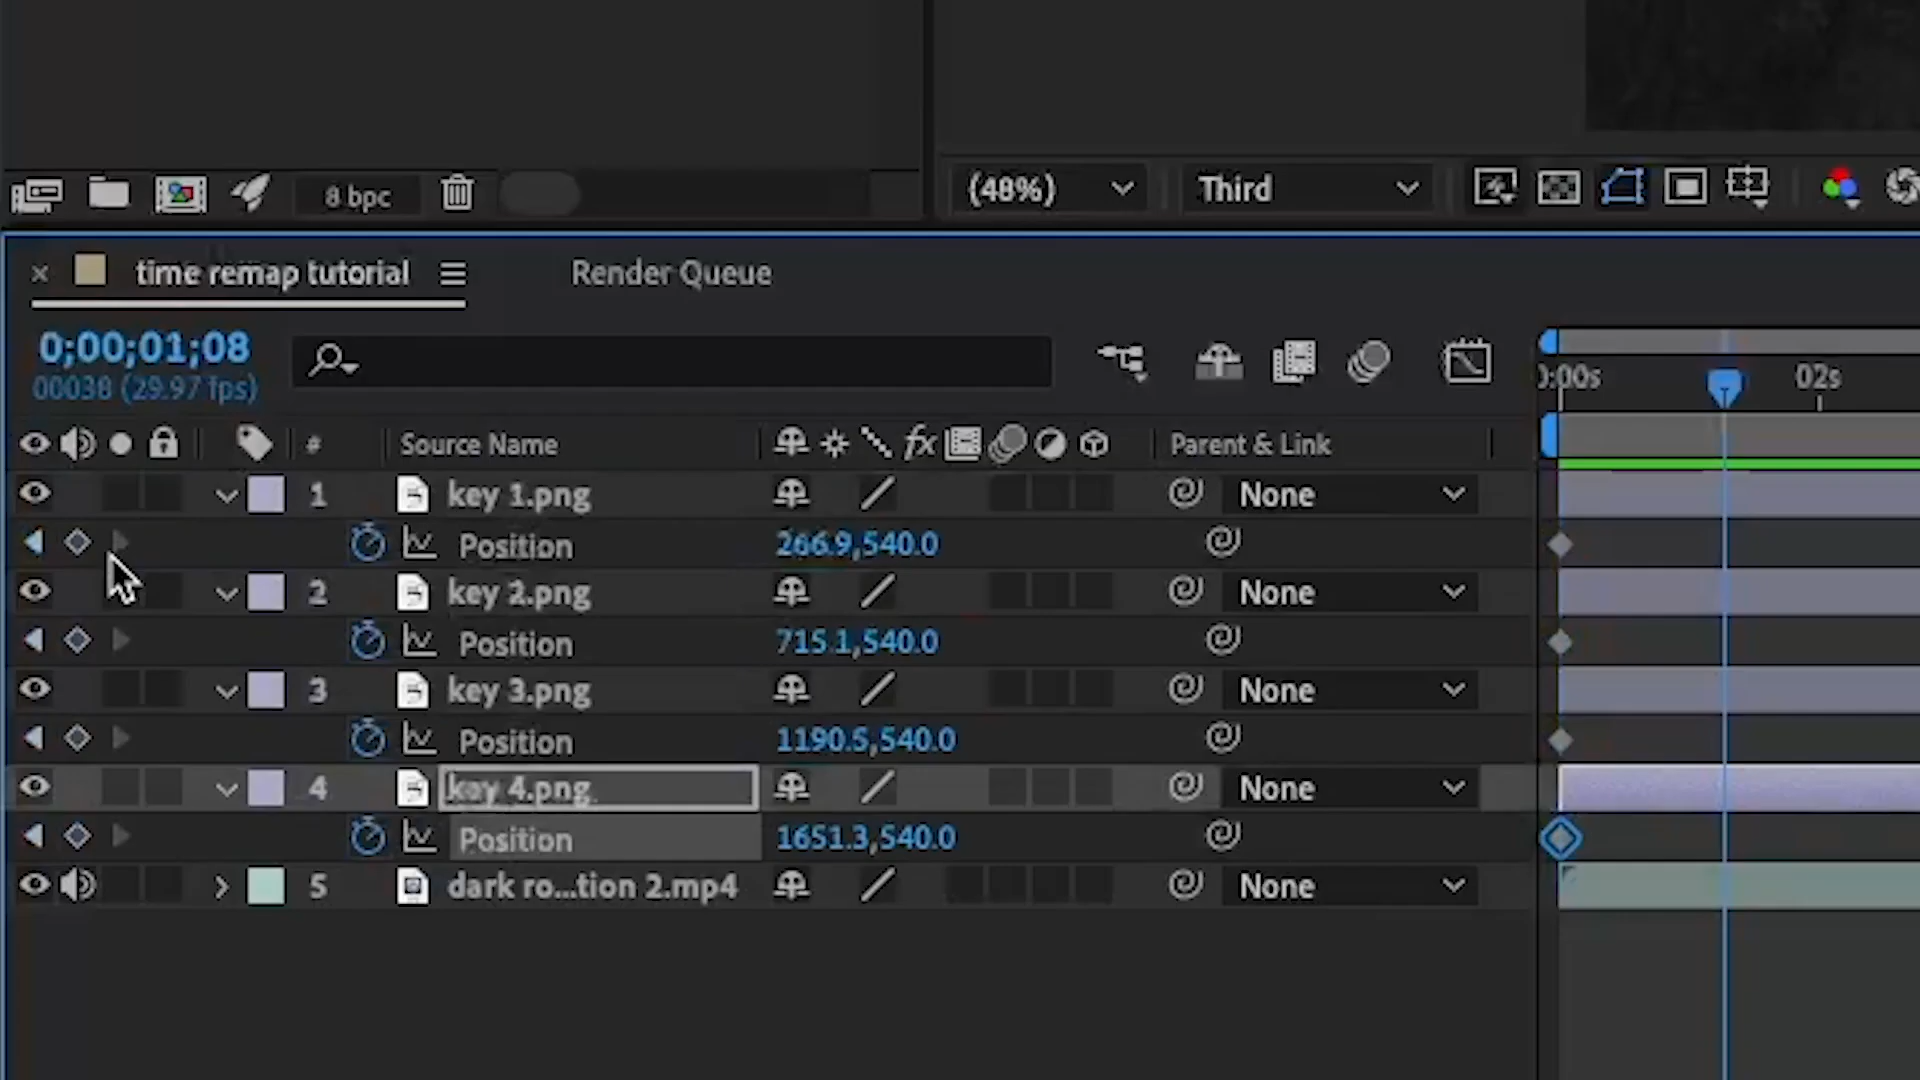 8 bpc
(48%)
Third
time remap tutorial
Render Queue
0;00;01;08
00038 (29.97 fps)
0:00s
02s
#
Source Name
fx
Parent & Link
1
key 1.png
None
Position
266.9,540.0
2
key 2.png
None
Position
715.1,540.0
3
key 3.png
None
Position
1190.5,540.0
4
key 4.png
None
Position
1651.3,540.0
5
dark ro...tion 2.mp4
None